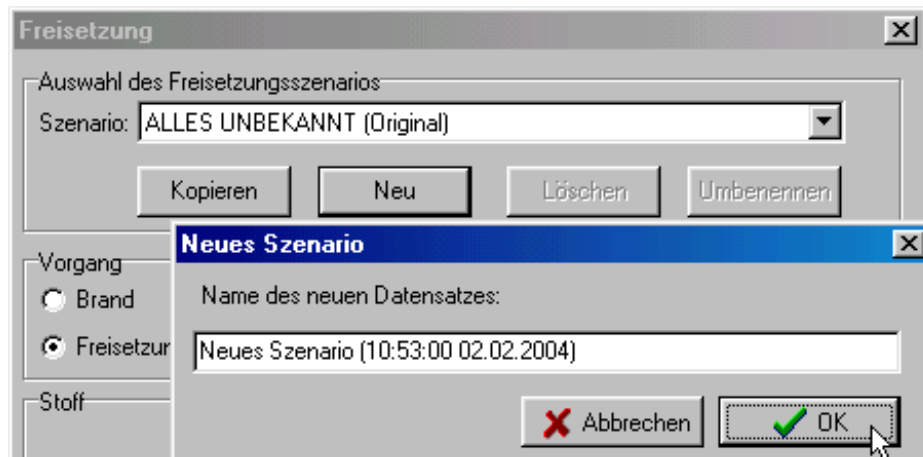 Freisetzung
Auswahl des Freisetzungsszenarios
Szenario: ALLES UNBEKANNT (Original)
Kopieren Neu Löschen Umbenennen
Neues Szenario
Vorgang
Brand
Name des neuen Datensatzes:
Freisetzun
Neues Szenario (10:53:00 02.02.2004)
Stoff
Abbrechen OK